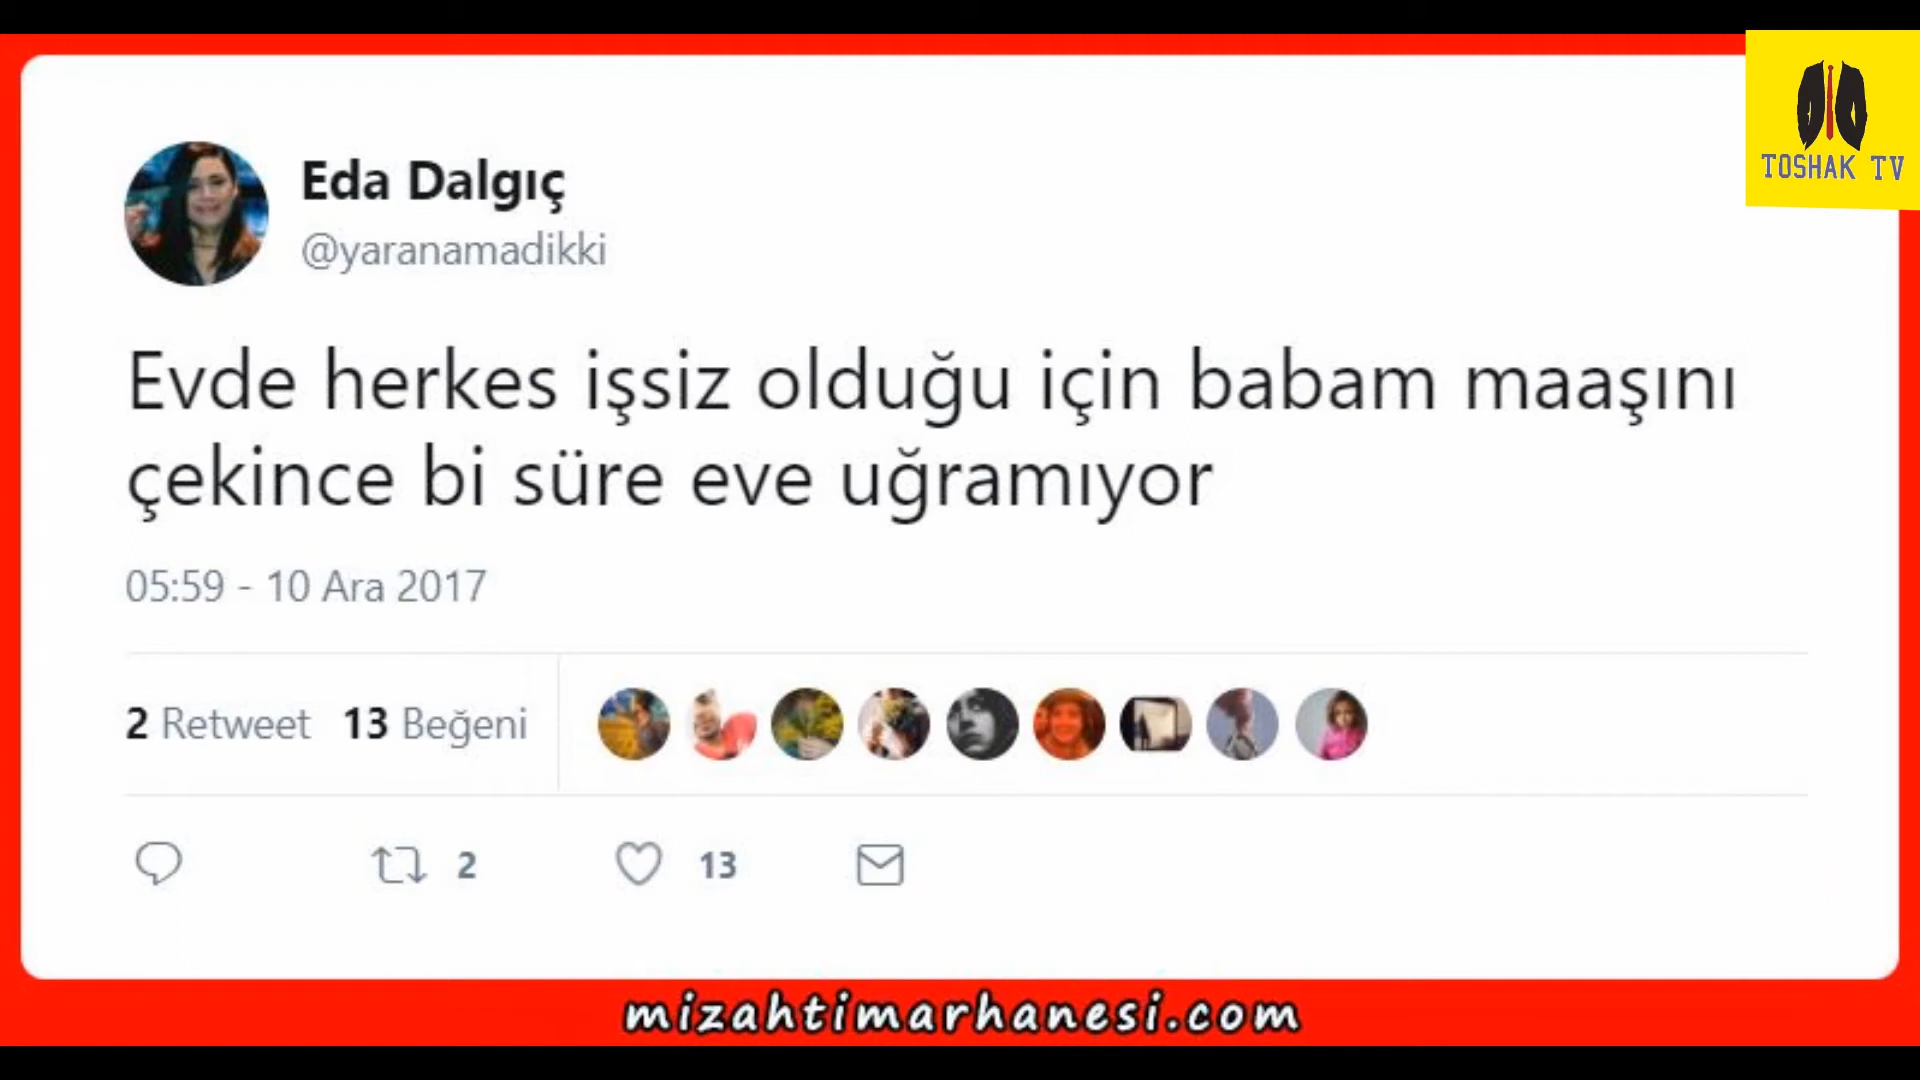 TOSHAK TV
Eda Dalgıç
@yaranamadikki
Evde herkes işsiz olduğu için babam maaşını
çekince bi süre eve uğramıyor
05:59 - 10 Ara 2017
2 Retweet 13 Beğeni
2 13
mizahtimarhanesi.com